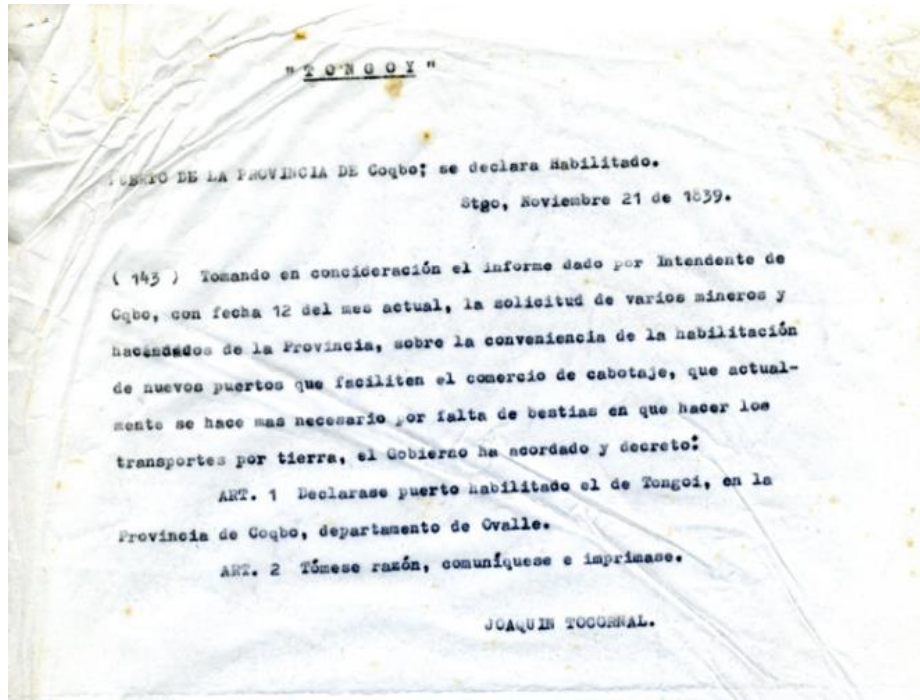 " T O N G O Y "
PUERTO DE LA PROVINCIA DE Coqbo; se declara Habilitado.
Stgo, Noviembre 21 de 1839.
( 143 ) Tomando en concideración el informe dado por Intendente de
Cqbo, con fecha 12 del mes actual, la solicitud de varios mineros y
hacendados de la Provincia, sobre la conveniencia de la habilitación
de nuevos puertos que faciliten el comercio de cabotaje, que actual-
mente se hace mas necesario por falta de bestias en que hacer los
transportes por tierra, el Gobierno ha acordado y decreto:
ART. 1 Declarase puerto habilitado el de Tongoi, en la
Provincia de Coqbo, departamento de Ovalle.
ART. 2 Tómese razón, comuníquese e imprimase.
JOAQUIN TOCORNAL.